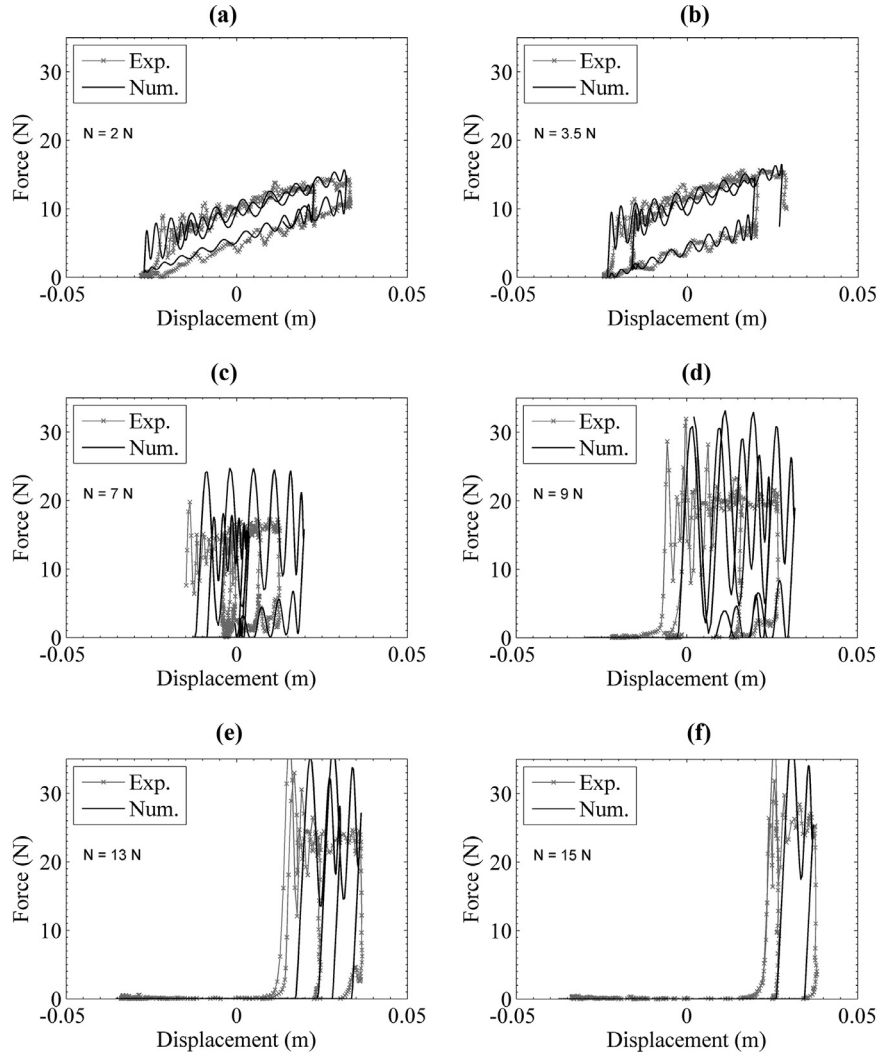 (a)
(b)
Exp.
Num.
N = 2 N
Force (N)
30
20
10
0
-0.05
0
0.05
Displacement (m)
Exp.
Num.
N = 3.5 N
Force (N)
30
20
10
0
-0.05
0
0.05
Displacement (m)
(c)
(d)
Exp.
Num.
N = 7 N
Force (N)
30
20
10
0
-0.05
0
0.05
Displacement (m)
Exp.
Num.
N = 9 N
Force (N)
30
20
10
0
-0.05
0
0.05
Displacement (m)
(e)
(f)
Exp.
Num.
N = 13 N
Force (N)
30
20
10
0
-0.05
0
0.05
Displacement (m)
Exp.
Num.
N = 15 N
Force (N)
30
20
10
0
-0.05
0
0.05
Displacement (m)